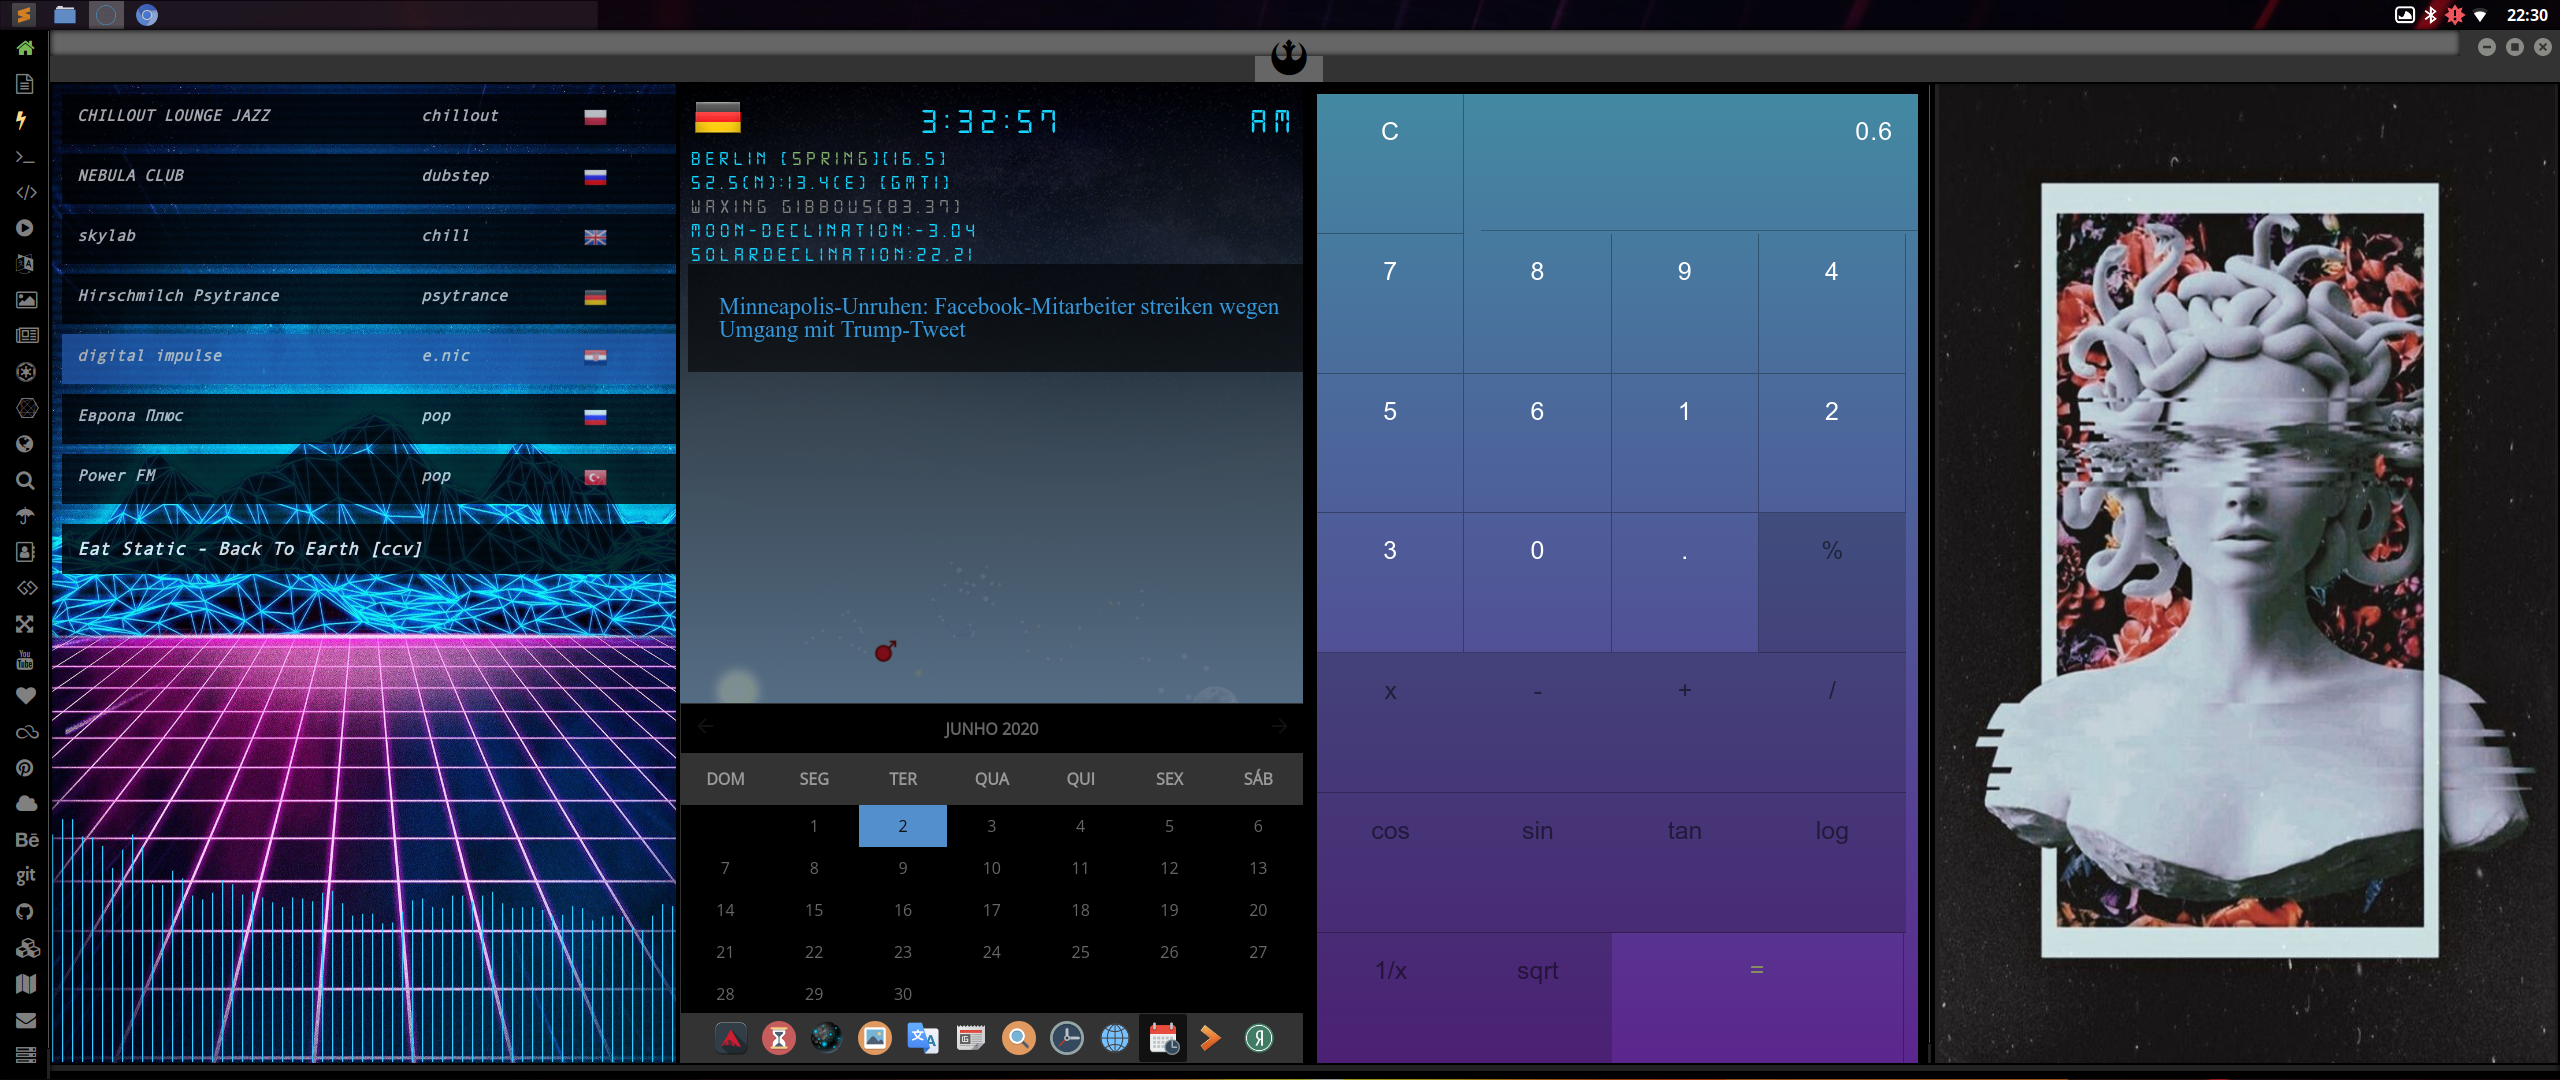 22:30
CHILLOUT LOUNGE JAZZ chillout
NEBULA CLUB dubstep
skylab chill
Hirschmilch Psytrance psytrance
digital impulse e.nic
Европа Плюс pop
Power FM pop
Eat Static - Back To Earth [ccv]
You
Tube
Bē
git
3:32:57 AM
BERLIN [SPRING][16.5]
52.5(N):13.4(E) [GMT1]
WAXING GIBBOUS[83.37]
MOON-DECLINATION:-3.04
SOLARDECLINATION:22.21
Minneapolis-Unruhen: Facebook-Mitarbeiter streiken wegen
Umgang mit Trump-Tweet
JUNHO 2020
DOM SEG TER QUA QUI SEX SÁB
1 2 3 4 5 6
7 8 9 10 11 12 13
14 15 16 17 18 19 20
21 22 23 24 25 26 27
28 29 30
C 0.6
7 8 9 4
5 6 1 2
3 0 . %
x - + /
cos sin tan log
1/x sqrt =